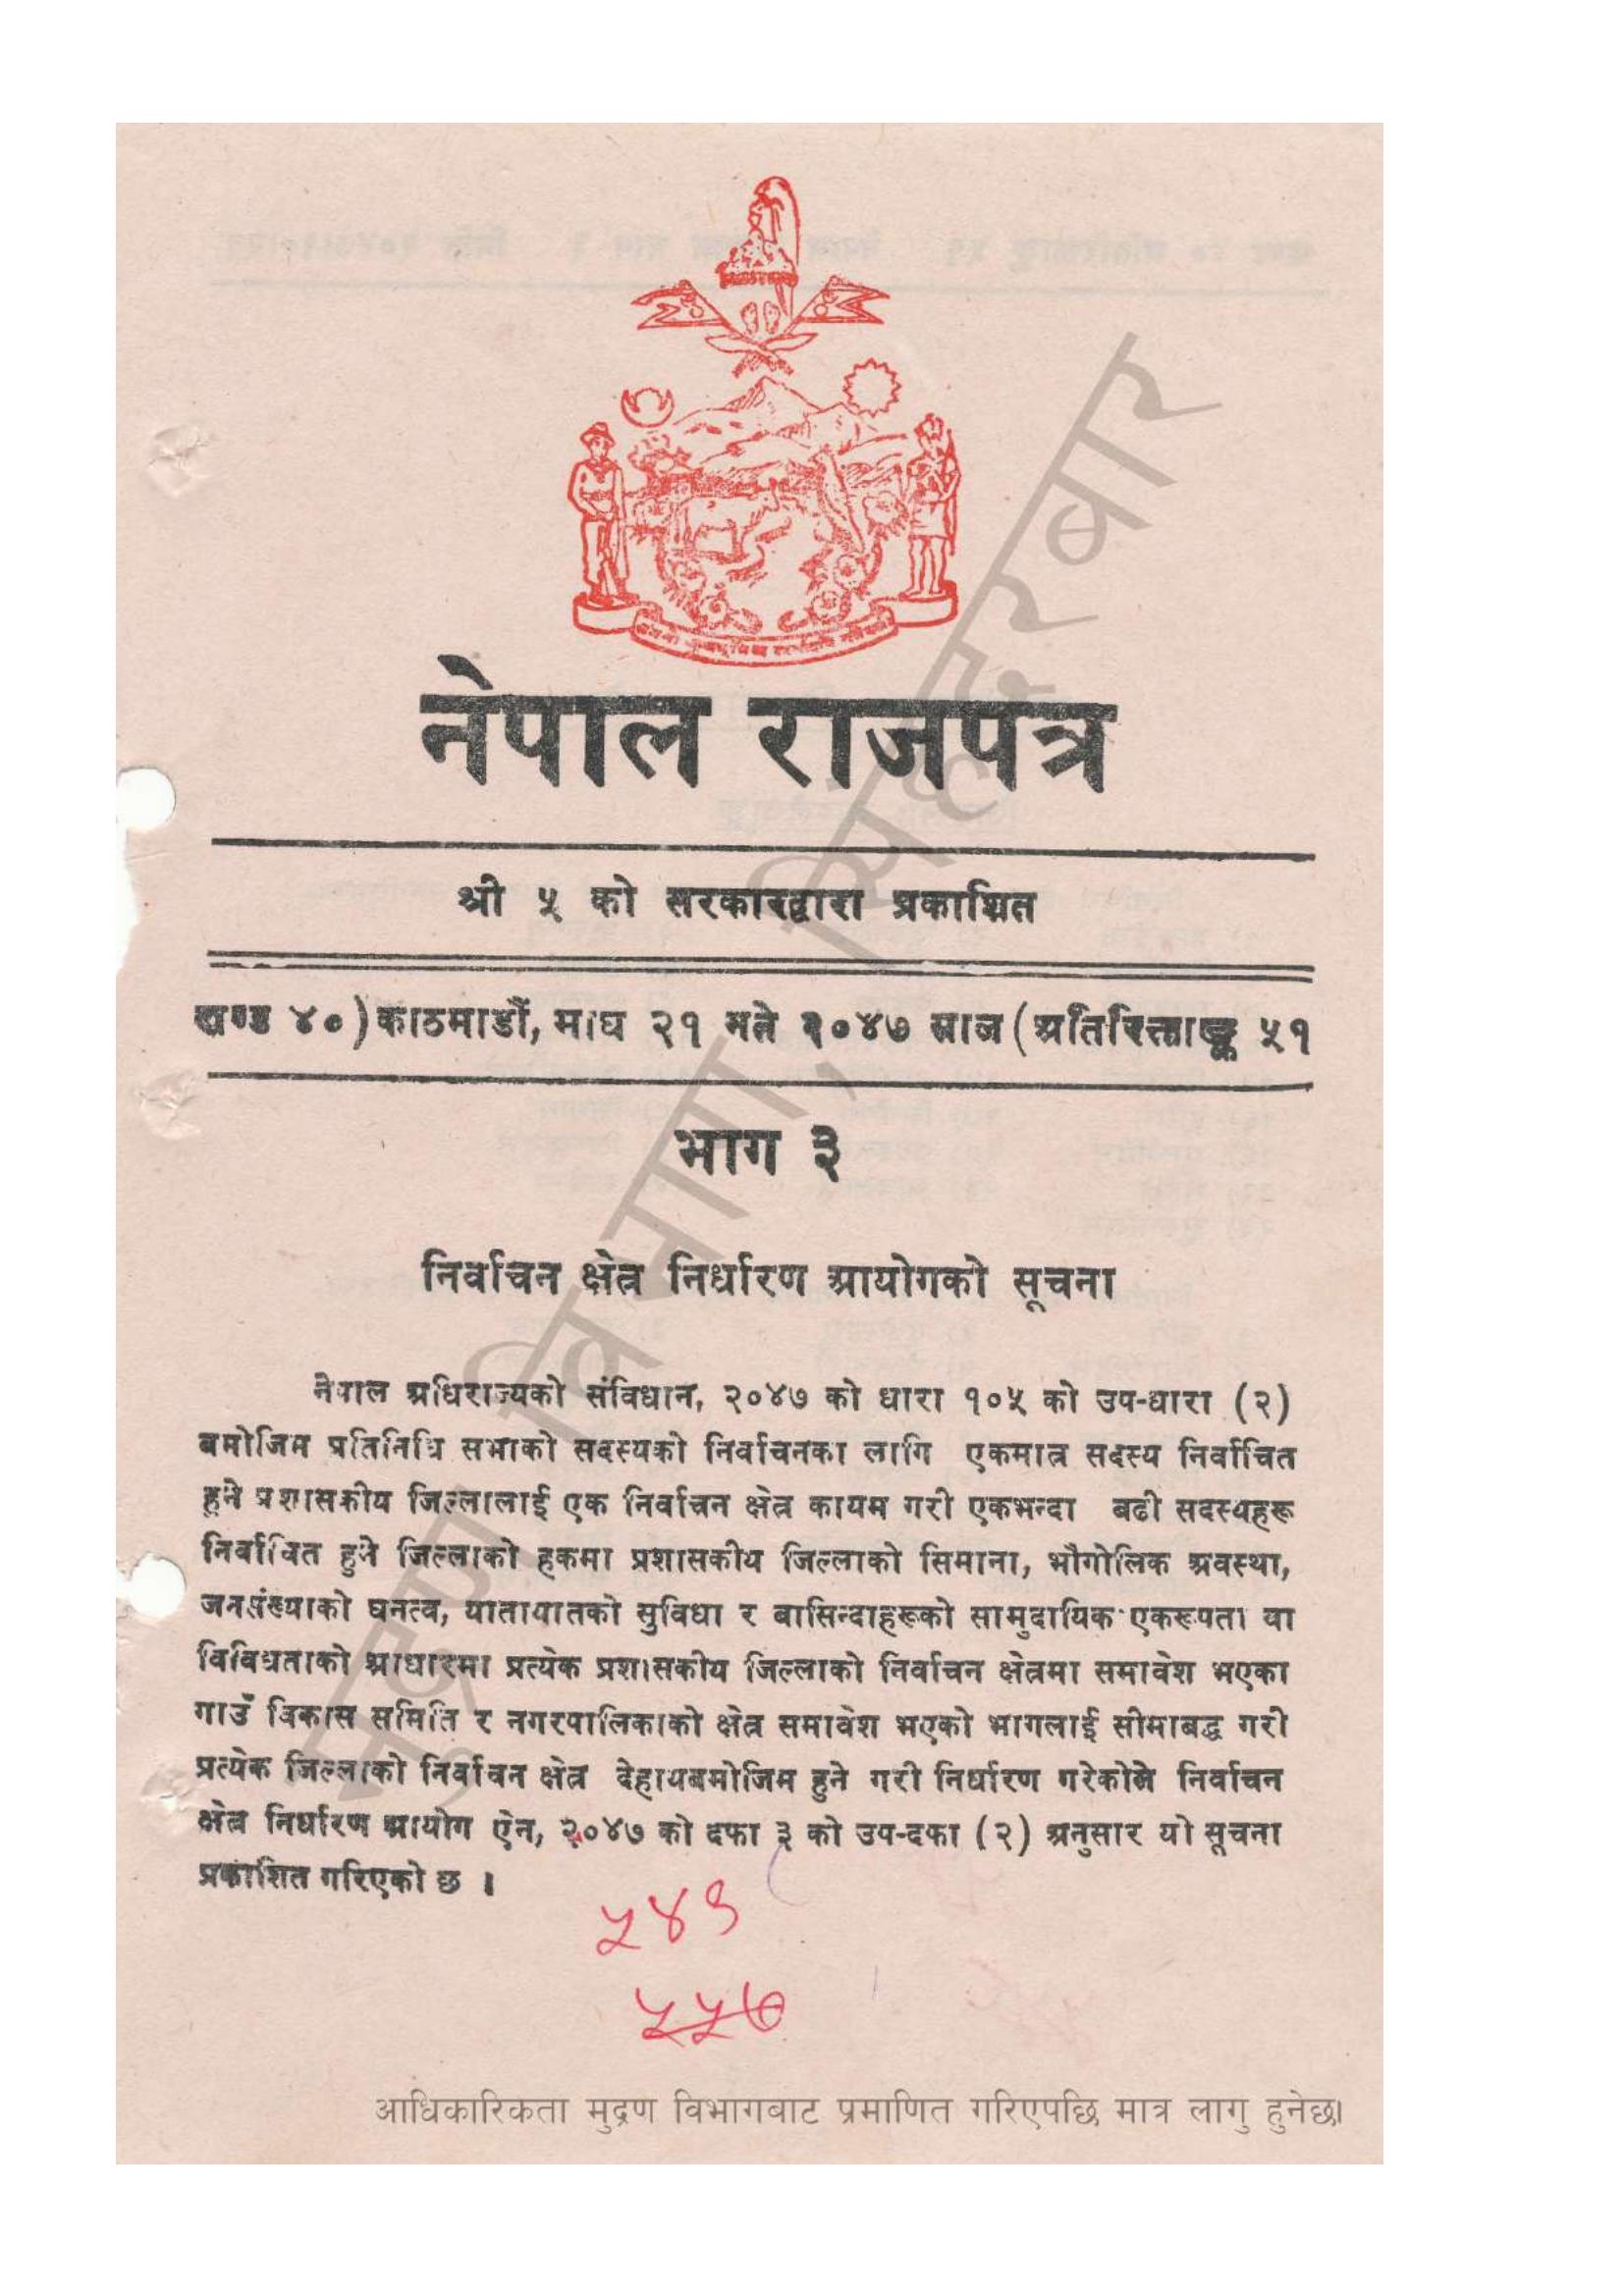 नेपाल राजपत्र
श्री ५ को सरकारद्वारा प्रकाशित
खण्ड ४०) काठमाडौं, माघ २१ गते २०४७ साल (अतिरिक्ताङ्क ५१
भाग ३
निर्वाचन क्षेत्र निर्धारण आयोगको सूचना
नेपाल अधिराज्यको संविधान, २०४७ को धारा १०५ को उप-धारा (२)
बमोजिम प्रतिनिधि सभाको सदस्यको निर्वाचनका लागि एकमात्र सदस्य निर्वाचित
हुने प्रशासकीय जिल्लालाई एक निर्वाचन क्षेत्र कायम गरी एकभन्दा बढी सदस्यहरू
निर्वाचित हुने जिल्लाको हकमा प्रशासकीय जिल्लाको सिमाना, भौगोलिक अवस्था,
जनसंख्याको घनत्व, यातायातको सुविधा र बासिन्दाहरूको सामुदायिक एकरूपता या
विविधताको आधारमा प्रत्येक प्रशासकीय जिल्लाको निर्वाचन क्षेत्रमा समावेश भएका
गाउँ विकास समिति र नगरपालिकाको क्षेत्र समावेश भएको भागलाई सीमाबद्ध गरी
प्रत्येक जिल्लाको निर्वाचन क्षेत्र देहायबमोजिम हुने गरी निर्धारण गरेकोले निर्वाचन
क्षेत्र निर्धारण आयोग ऐन, २०४७ को दफा ३ को उप-दफा (२) अनुसार यो सूचना
प्रकाशित गरिएको छ ।
५४९
५५७
आधिकारिकता मुद्रण विभागबाट प्रमाणित गरिएपछि मात्र लागु हुनेछ।
मुद्रण विभाग, सिंहदरबार